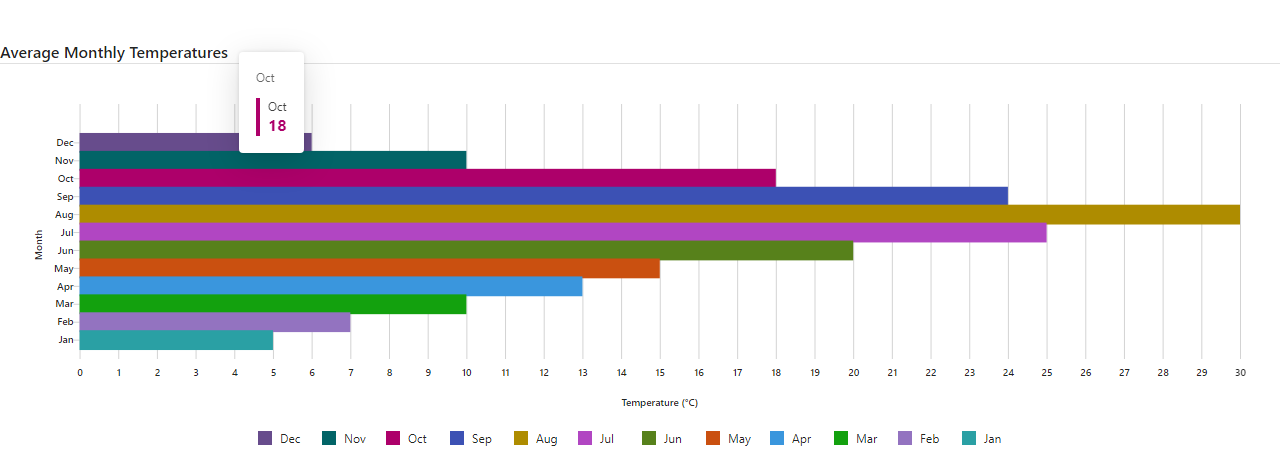 Average Monthly Temperatures
Oct
Oct
18
Dec
Nov
Oct
Sep
Aug
Jul
Jun
May
Apr
Mar
Feb
Jan
Month
0 1 2 3 4 5 6 7 8 9 10 11 12 13 14 15 16 17 18 19 20 21 22 23 24 25 26 27 28 29 30
Temperature (°C)
Dec Nov Oct Sep Aug Jul Jun May Apr Mar Feb Jan